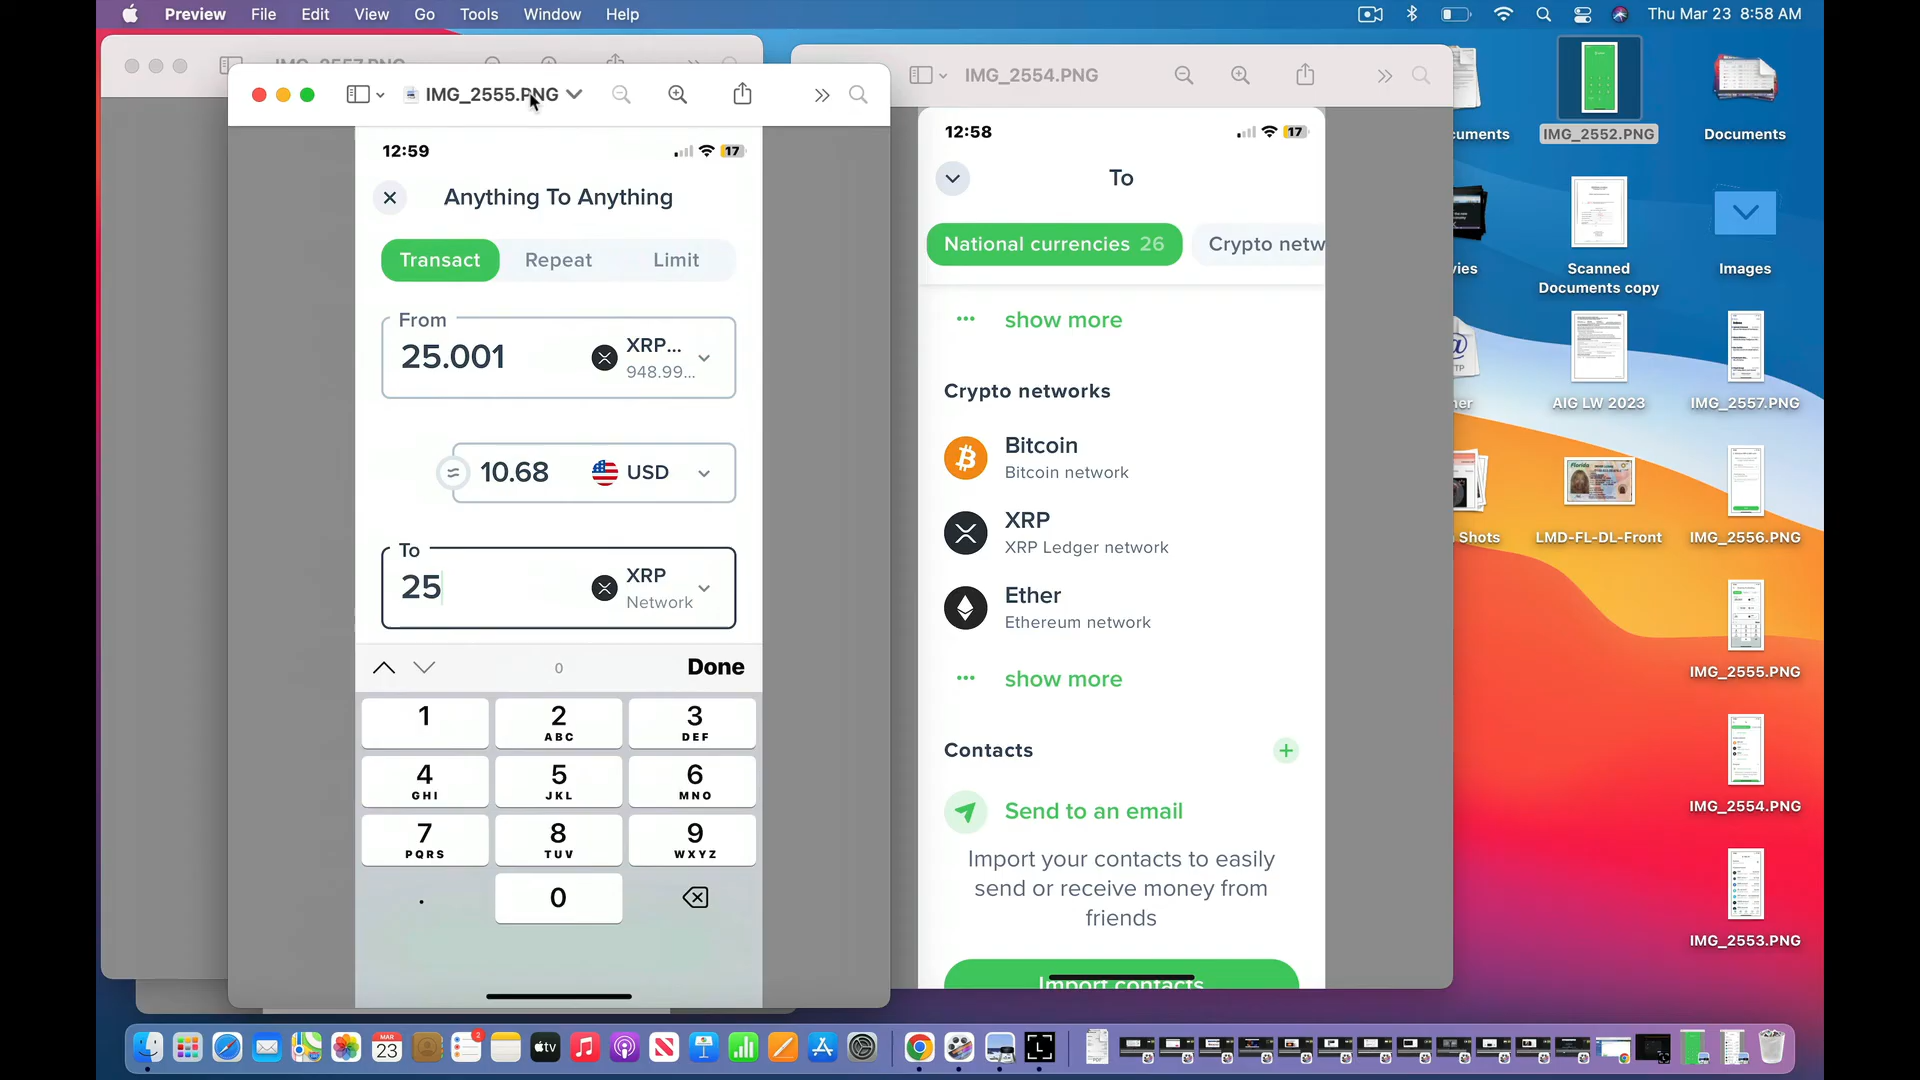 Preview File Edit View Go Tools Window Help
Thu Mar 23 8:58 AM
IMG_2555.PNG
12:59
17
Anything To Anything
Transact Repeat Limit
From
25.001
XRP...
948.99...
10.68
USD
To
25
XRP
Network
0
Done
1
2
ABC
3
DEF
4
GHI
5
JKL
6
MNO
7
PQRS
8
TUV
9
WXYZ
.
0
IMG_2554.PNG
12:58
17
To
National currencies 26
Crypto netw
show more
Crypto networks
Bitcoin
Bitcoin network
XRP
XRP Ledger network
Ether
Ethereum network
show more
Contacts
Send to an email
Import your contacts to easily
send or receive money from
friends
Import contacts
IMG_2552.PNG
Documents
Scanned
Documents copy
Images
AIG LW 2023
IMG_2557.PNG
Shots
LMD-FL-DL-Front
IMG_2556.PNG
IMG_2555.PNG
IMG_2554.PNG
IMG_2553.PNG
MAR
23
2
tv